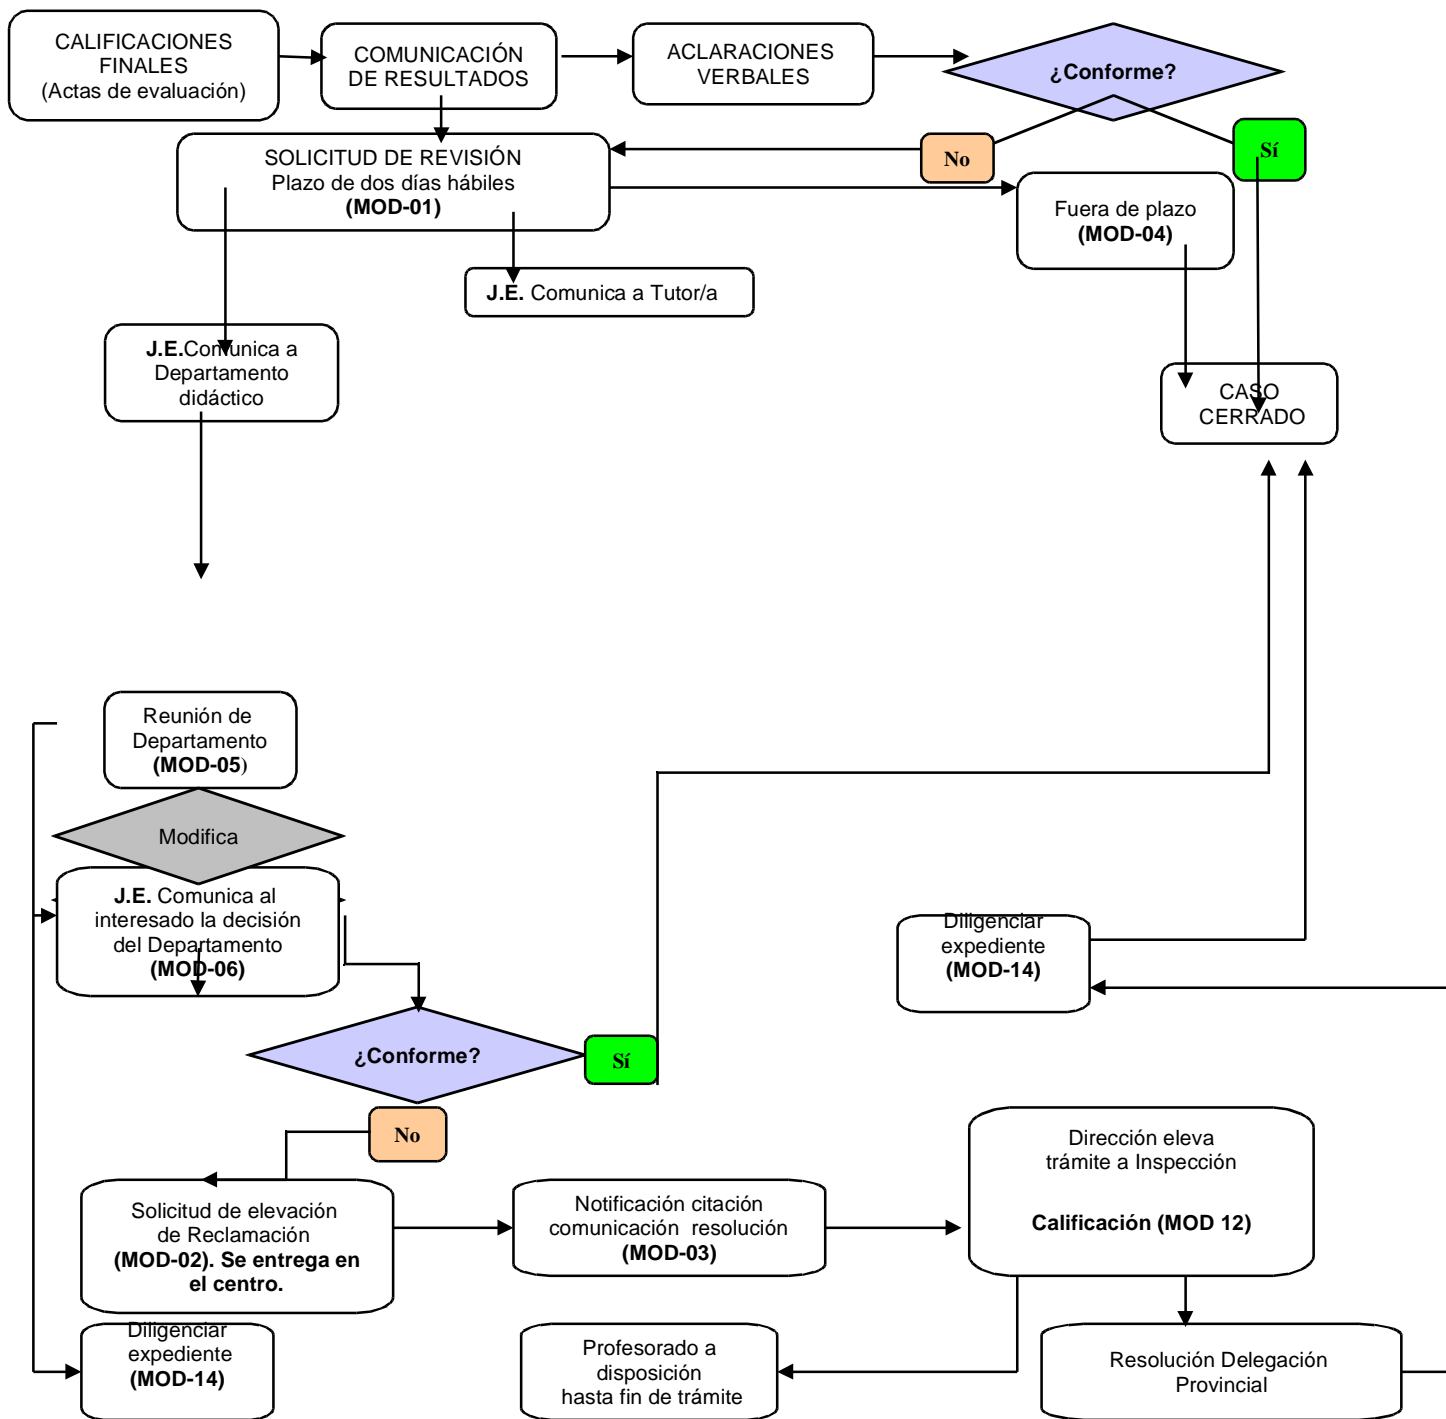 CALIFICACIONES
FINALES
(Actas de evaluación)
COMUNICACIÓN
DE RESULTADOS
ACLARACIONES
VERBALES
¿Conforme?
No
Sí
SOLICITUD DE REVISIÓN
Plazo de dos días hábiles
(MOD-01)
Fuera de plazo
(MOD-04)
J.E. Comunica a Tutor/a
J.E.Comunica a
Departamento
didáctico
CASO
CERRADO
Reunión de
Departamento
(MOD-05)
Modifica
J.E. Comunica al
interesado la decisión
del Departamento
(MOD-06)
Diligenciar
expediente
(MOD-14)
¿Conforme?
Sí
No
Solicitud de elevación
de Reclamación
(MOD-02). Se entrega en
el centro.
Notificación citación
comunicación resolución
(MOD-03)
Dirección eleva
trámite a Inspección
Calificación (MOD 12)
Diligenciar
expediente
(MOD-14)
Profesorado a
disposición
hasta fin de trámite
Resolución Delegación
Provincial